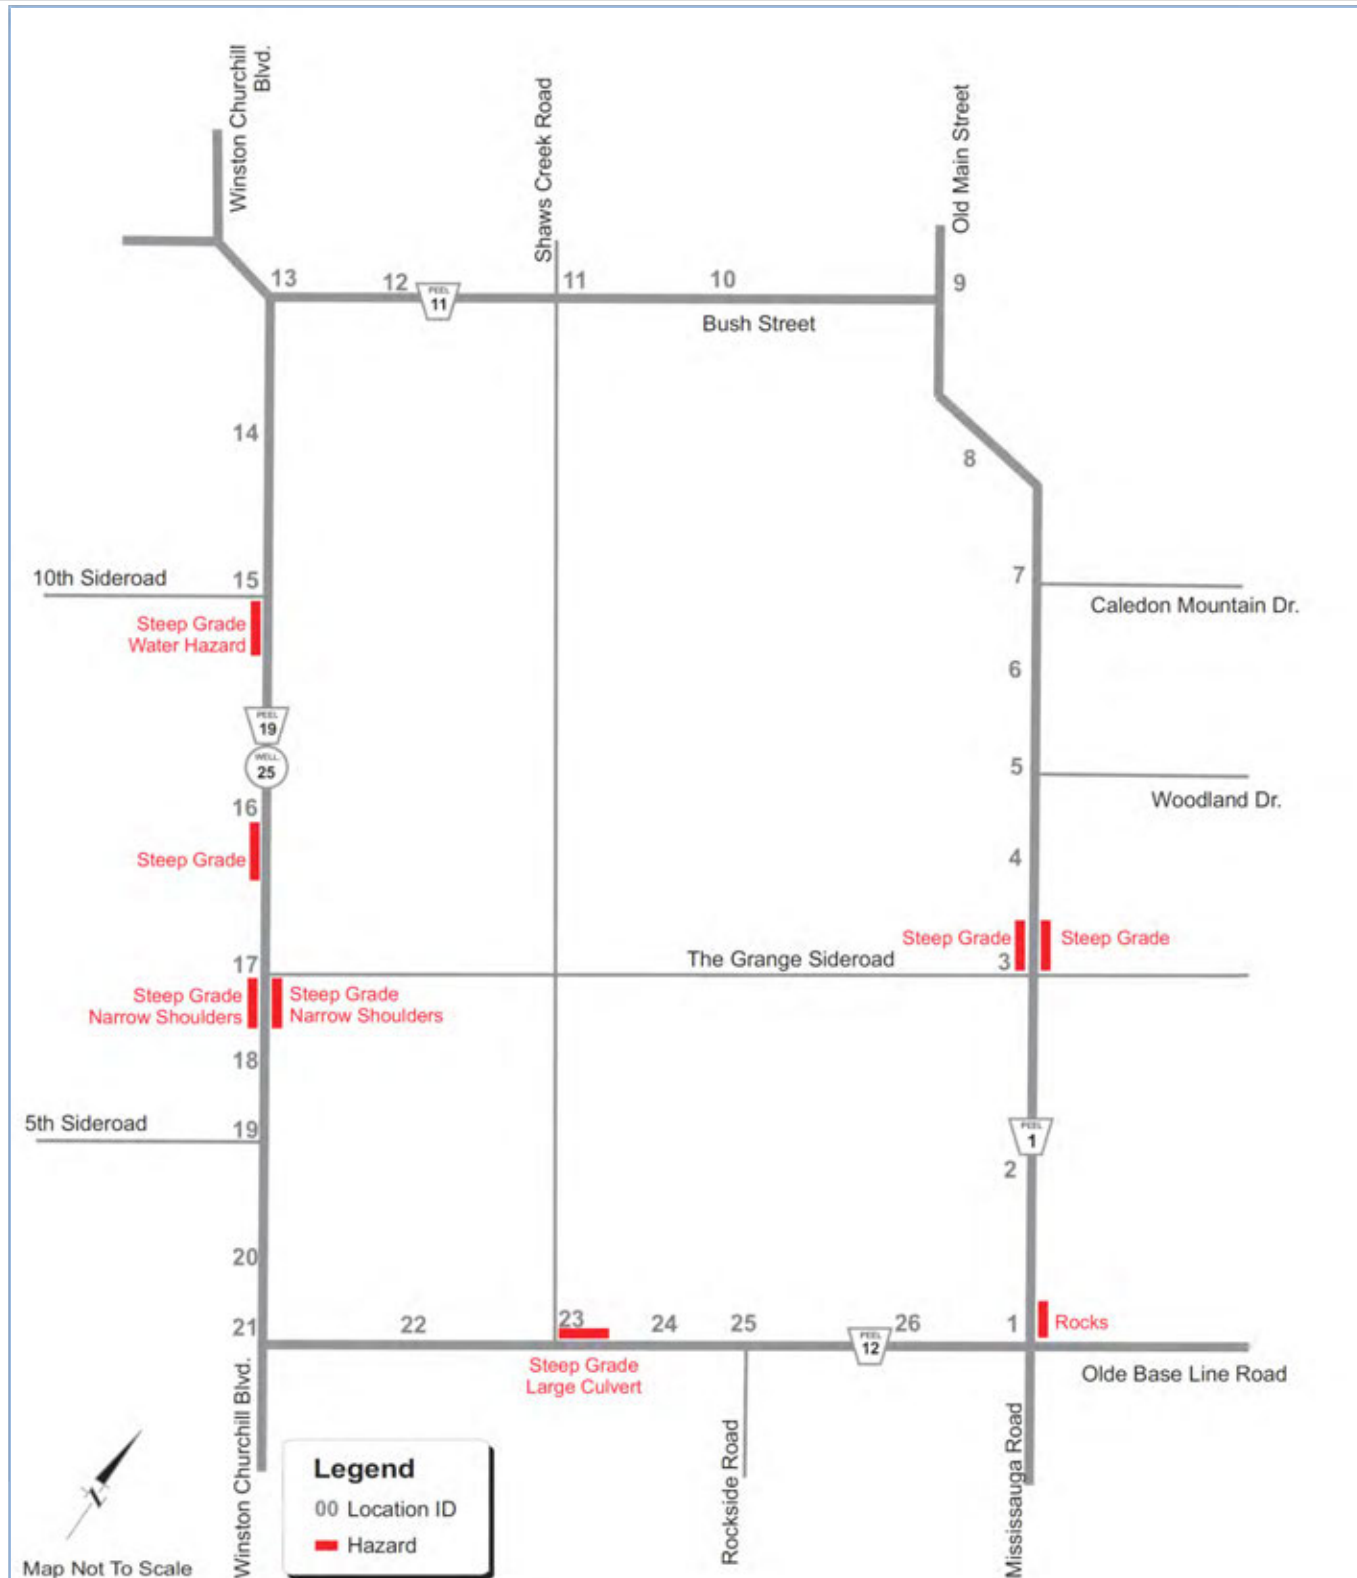 Winston Churchill
Blvd.
Shaws Creek Road
Old Main Street
13
12
PEEL
11
11
10
9
Bush Street
14
8
10th Sideroad
15
7
Caledon Mountain Dr.
Steep Grade
Water Hazard
6
PEEL
19
WELL.
25
5
Woodland Dr.
16
Steep Grade
4
Steep Grade
Steep Grade
17
The Grange Sideroad
3
Steep Grade
Narrow Shoulders
Steep Grade
Narrow Shoulders
18
5th Sideroad
19
PEEL
1
2
20
21
22
23
24
25
26
1
Rocks
PEEL
12
Steep Grade
Large Culvert
Olde Base Line Road
Winston Churchill Blvd.
Rockside Road
Mississauga Road
N
Map Not To Scale
Legend
00 Location ID
Hazard